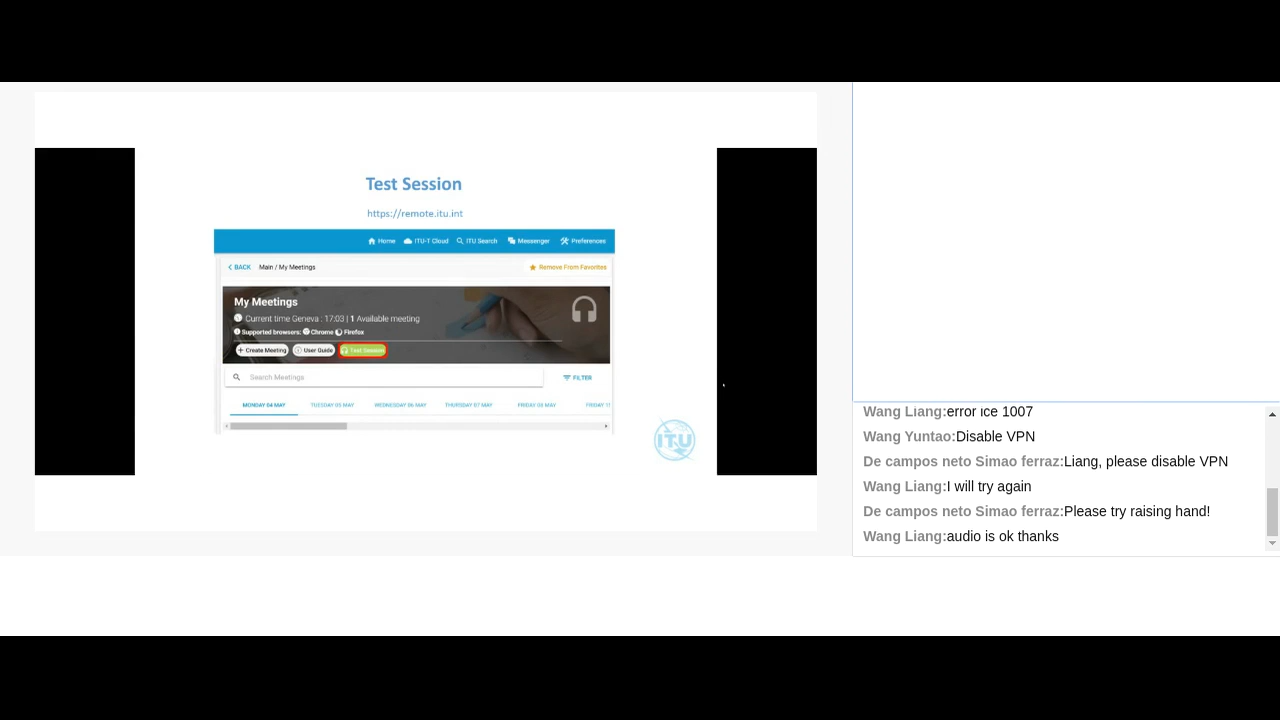 Test Session
https://remote.itu.int
Home ITU-T Cloud ITU Search Messenger Preferences
BACK Main / My Meetings Remove From Favorites
My Meetings
Current time Geneva : 17:03 | 1 Available meeting
Supported browsers: Chrome Firefox
+ Create Meeting User Guide Test Session
Search Meetings FILTER
MONDAY 04 MAY TUESDAY 05 MAY WEDNESDAY 06 MAY THURSDAY 07 MAY FRIDAY 08 MAY FRIDAY 1
ITU
Wang Liang:error ice 1007
Wang Yuntao:Disable VPN
De campos neto Simao ferraz:Liang, please disable VPN
Wang Liang:I will try again
De campos neto Simao ferraz:Please try raising hand!
Wang Liang:audio is ok thanks